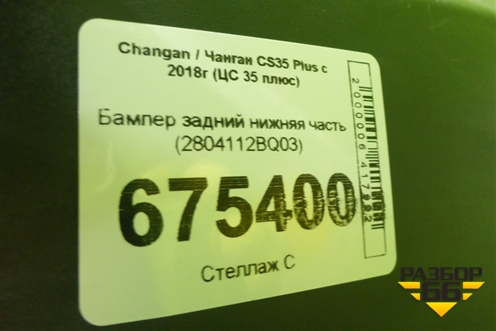 Changan / Чанган CS35 Plus с
2018г (ЦС 35 плюс)
Бампер задний нижняя часть
(2804112BQ03)
675400
Стеллаж С
РАЗБОР
66